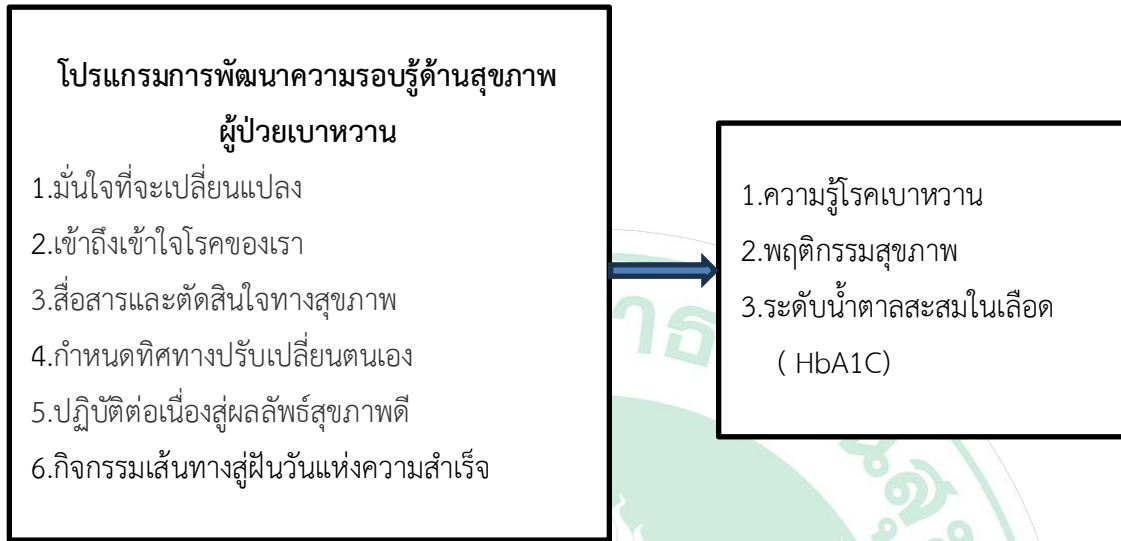 โปรแกรมการพัฒนาความรอบรู้ด้านสุขภาพ
ผู้ป่วยเบาหวาน
1.มั่นใจที่จะเปลี่ยนแปลง
2.เข้าถึงเข้าใจโรคของเรา
3.สื่อสารและตัดสินใจทางสุขภาพ
4.กำหนดทิศทางปรับเปลี่ยนตนเอง
5.ปฏิบัติต่อเนื่องสู่ผลลัพธ์สุขภาพดี
6.กิจกรรมเส้นทางสู่ฝันวันแห่งความสำเร็จ
1.ความรู้โรคเบาหวาน
2.พฤติกรรมสุขภาพ
3.ระดับน้ำตาลสะสมในเลือด
( HbA1C)